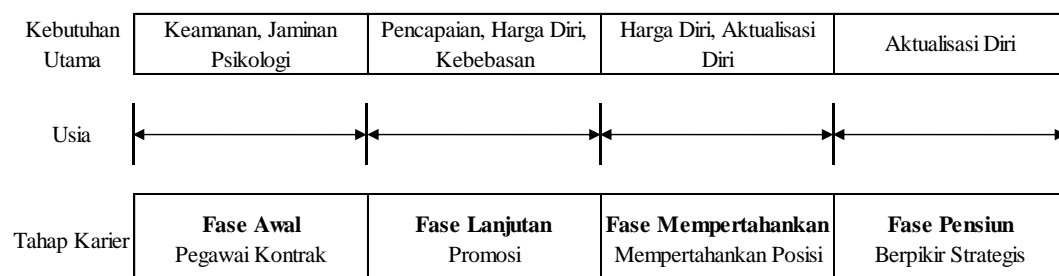 Kebutuhan
Utama
Keamanan, Jaminan
Psikologi
Pencapaian, Harga Diri,
Kebebasan
Harga Diri, Aktualisasi
Diri
Aktualisasi Diri
Usia
Tahap Karier
Fase Awal
Pegawai Kontrak
Fase Lanjutan
Promosi
Fase Mempertahankan
Mempertahankan Posisi
Fase Pensiun
Berpikir Strategis